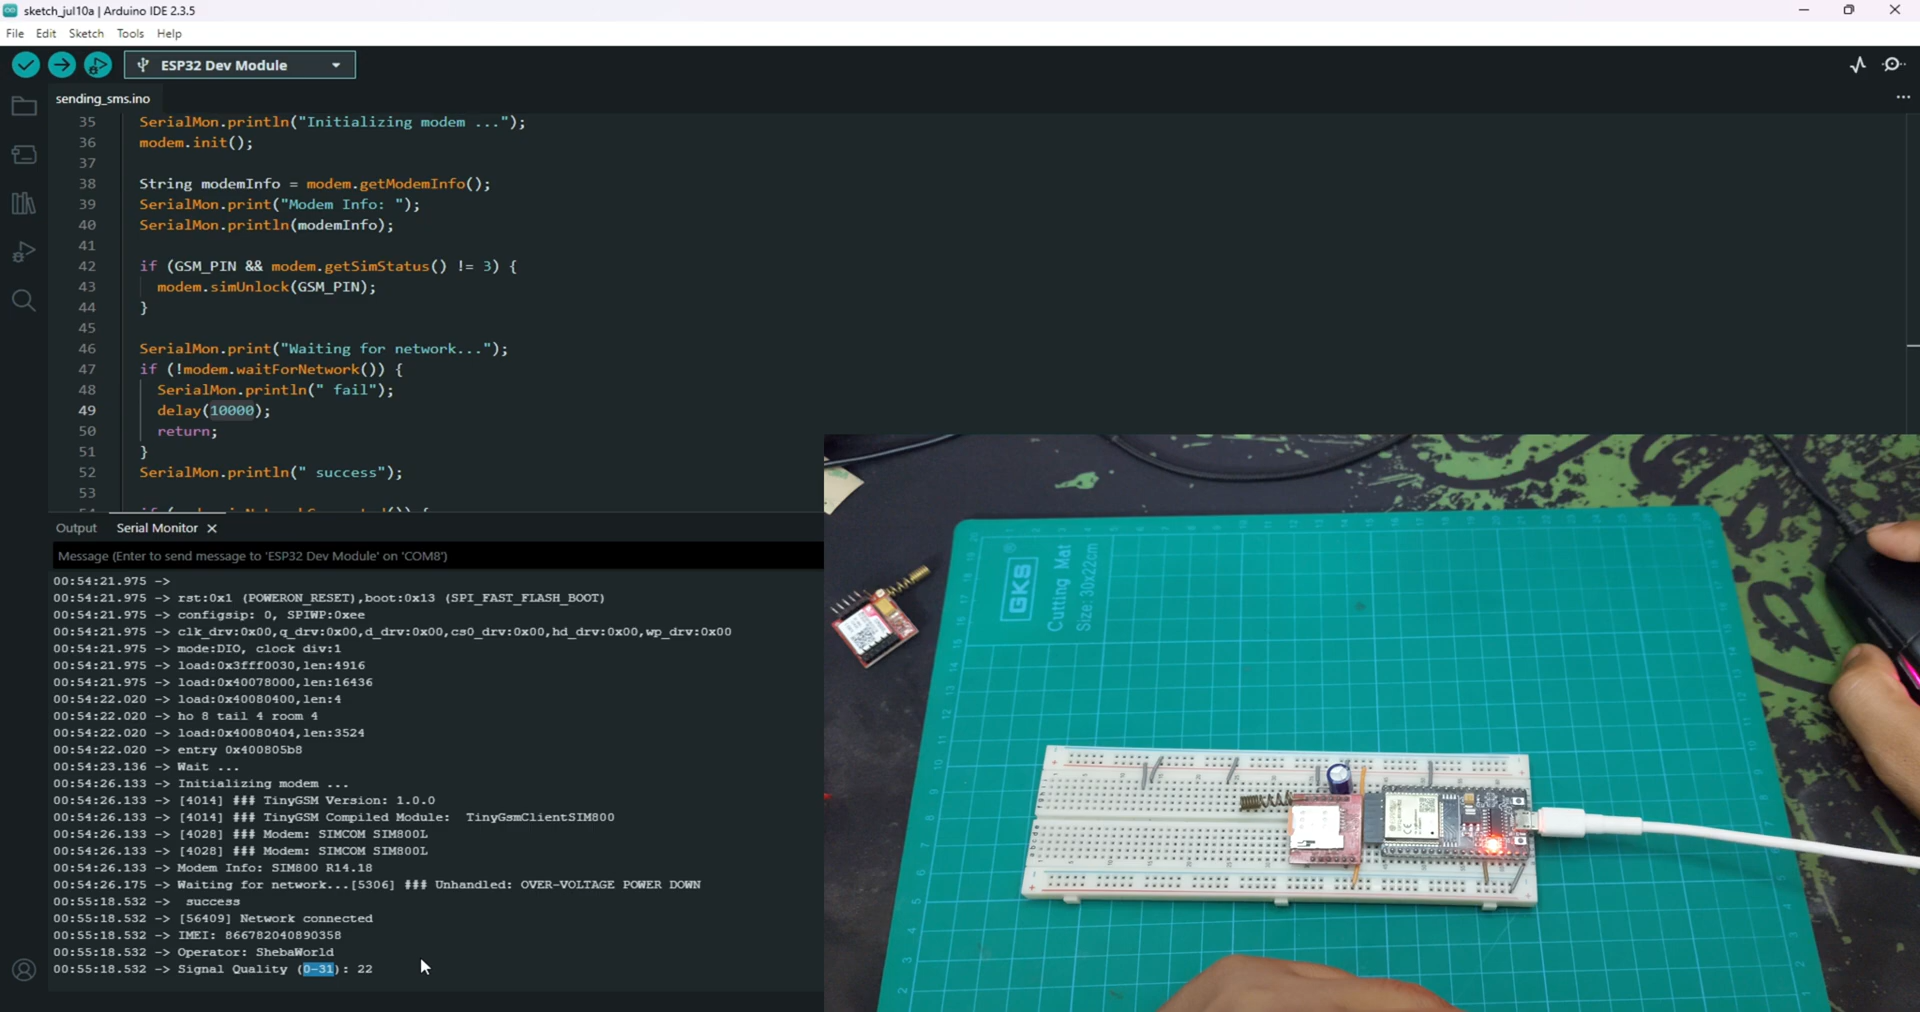 sketch_jul10a | Arduino IDE 2.3.5
File Edit Sketch Tools Help
ESP32 Dev Module
sending_sms.ino
35 SerialMon.println("Initializing modem ...");
36 modem.init();
37
38 String modemInfo = modem.getModemInfo();
39 SerialMon.print("Modem Info: ");
40 SerialMon.println(modemInfo);
41
42 if (GSM_PIN && modem.getSimStatus() != 3) {
43 modem.simUnlock(GSM_PIN);
44 }
45
46 SerialMon.print("Waiting for network...");
47 if (!modem.waitForNetwork()) {
48 SerialMon.println(" fail");
49 delay(10000);
50 return;
51 }
52 SerialMon.println(" success");
53
Output Serial Monitor
Message (Enter to send message to 'ESP32 Dev Module' on 'COM8')
00:54:21.975 ->
00:54:21.975 -> rst:0x1 (POWERON_RESET),boot:0x13 (SPI_FAST_FLASH_BOOT)
00:54:21.975 -> configsip: 0, SPIWP:0xee
00:54:21.975 -> clk_drv:0x00,q_drv:0x00,d_drv:0x00,cs0_drv:0x00,hd_drv:0x00,wp_drv:0x00
00:54:21.975 -> mode:DIO, clock div:1
00:54:21.975 -> load:0x3fff0030,len:4916
00:54:21.975 -> load:0x40078000,len:16436
00:54:22.020 -> load:0x40080400,len:4
00:54:22.020 -> ho 8 tail 4 room 4
00:54:22.020 -> load:0x40080404,len:3524
00:54:22.020 -> entry 0x400805b8
00:54:23.136 -> Wait ...
00:54:26.133 -> Initializing modem ...
00:54:26.133 -> [4014] ### TinyGSM Version: 1.0.0
00:54:26.133 -> [4014] ### TinyGSM Compiled Module: TinyGsmClientSIM800
00:54:26.133 -> [4028] ### Modem: SIMCOM SIM800L
00:54:26.133 -> [4028] ### Modem: SIMCOM SIM800L
00:54:26.133 -> Modem Info: SIM800 R14.18
00:54:26.175 -> Waiting for network...[5306] ### Unhandled: OVER-VOLTAGE POWER DOWN
00:55:18.532 -> success
00:55:18.532 -> [56409] Network connected
00:55:18.532 -> IMEI: 866782040890358
00:55:18.532 -> Operator: ShebaWorld
00:55:18.532 -> Signal Quality (0-31): 22
GKS
Cutting Mat
Size: 30x22cm